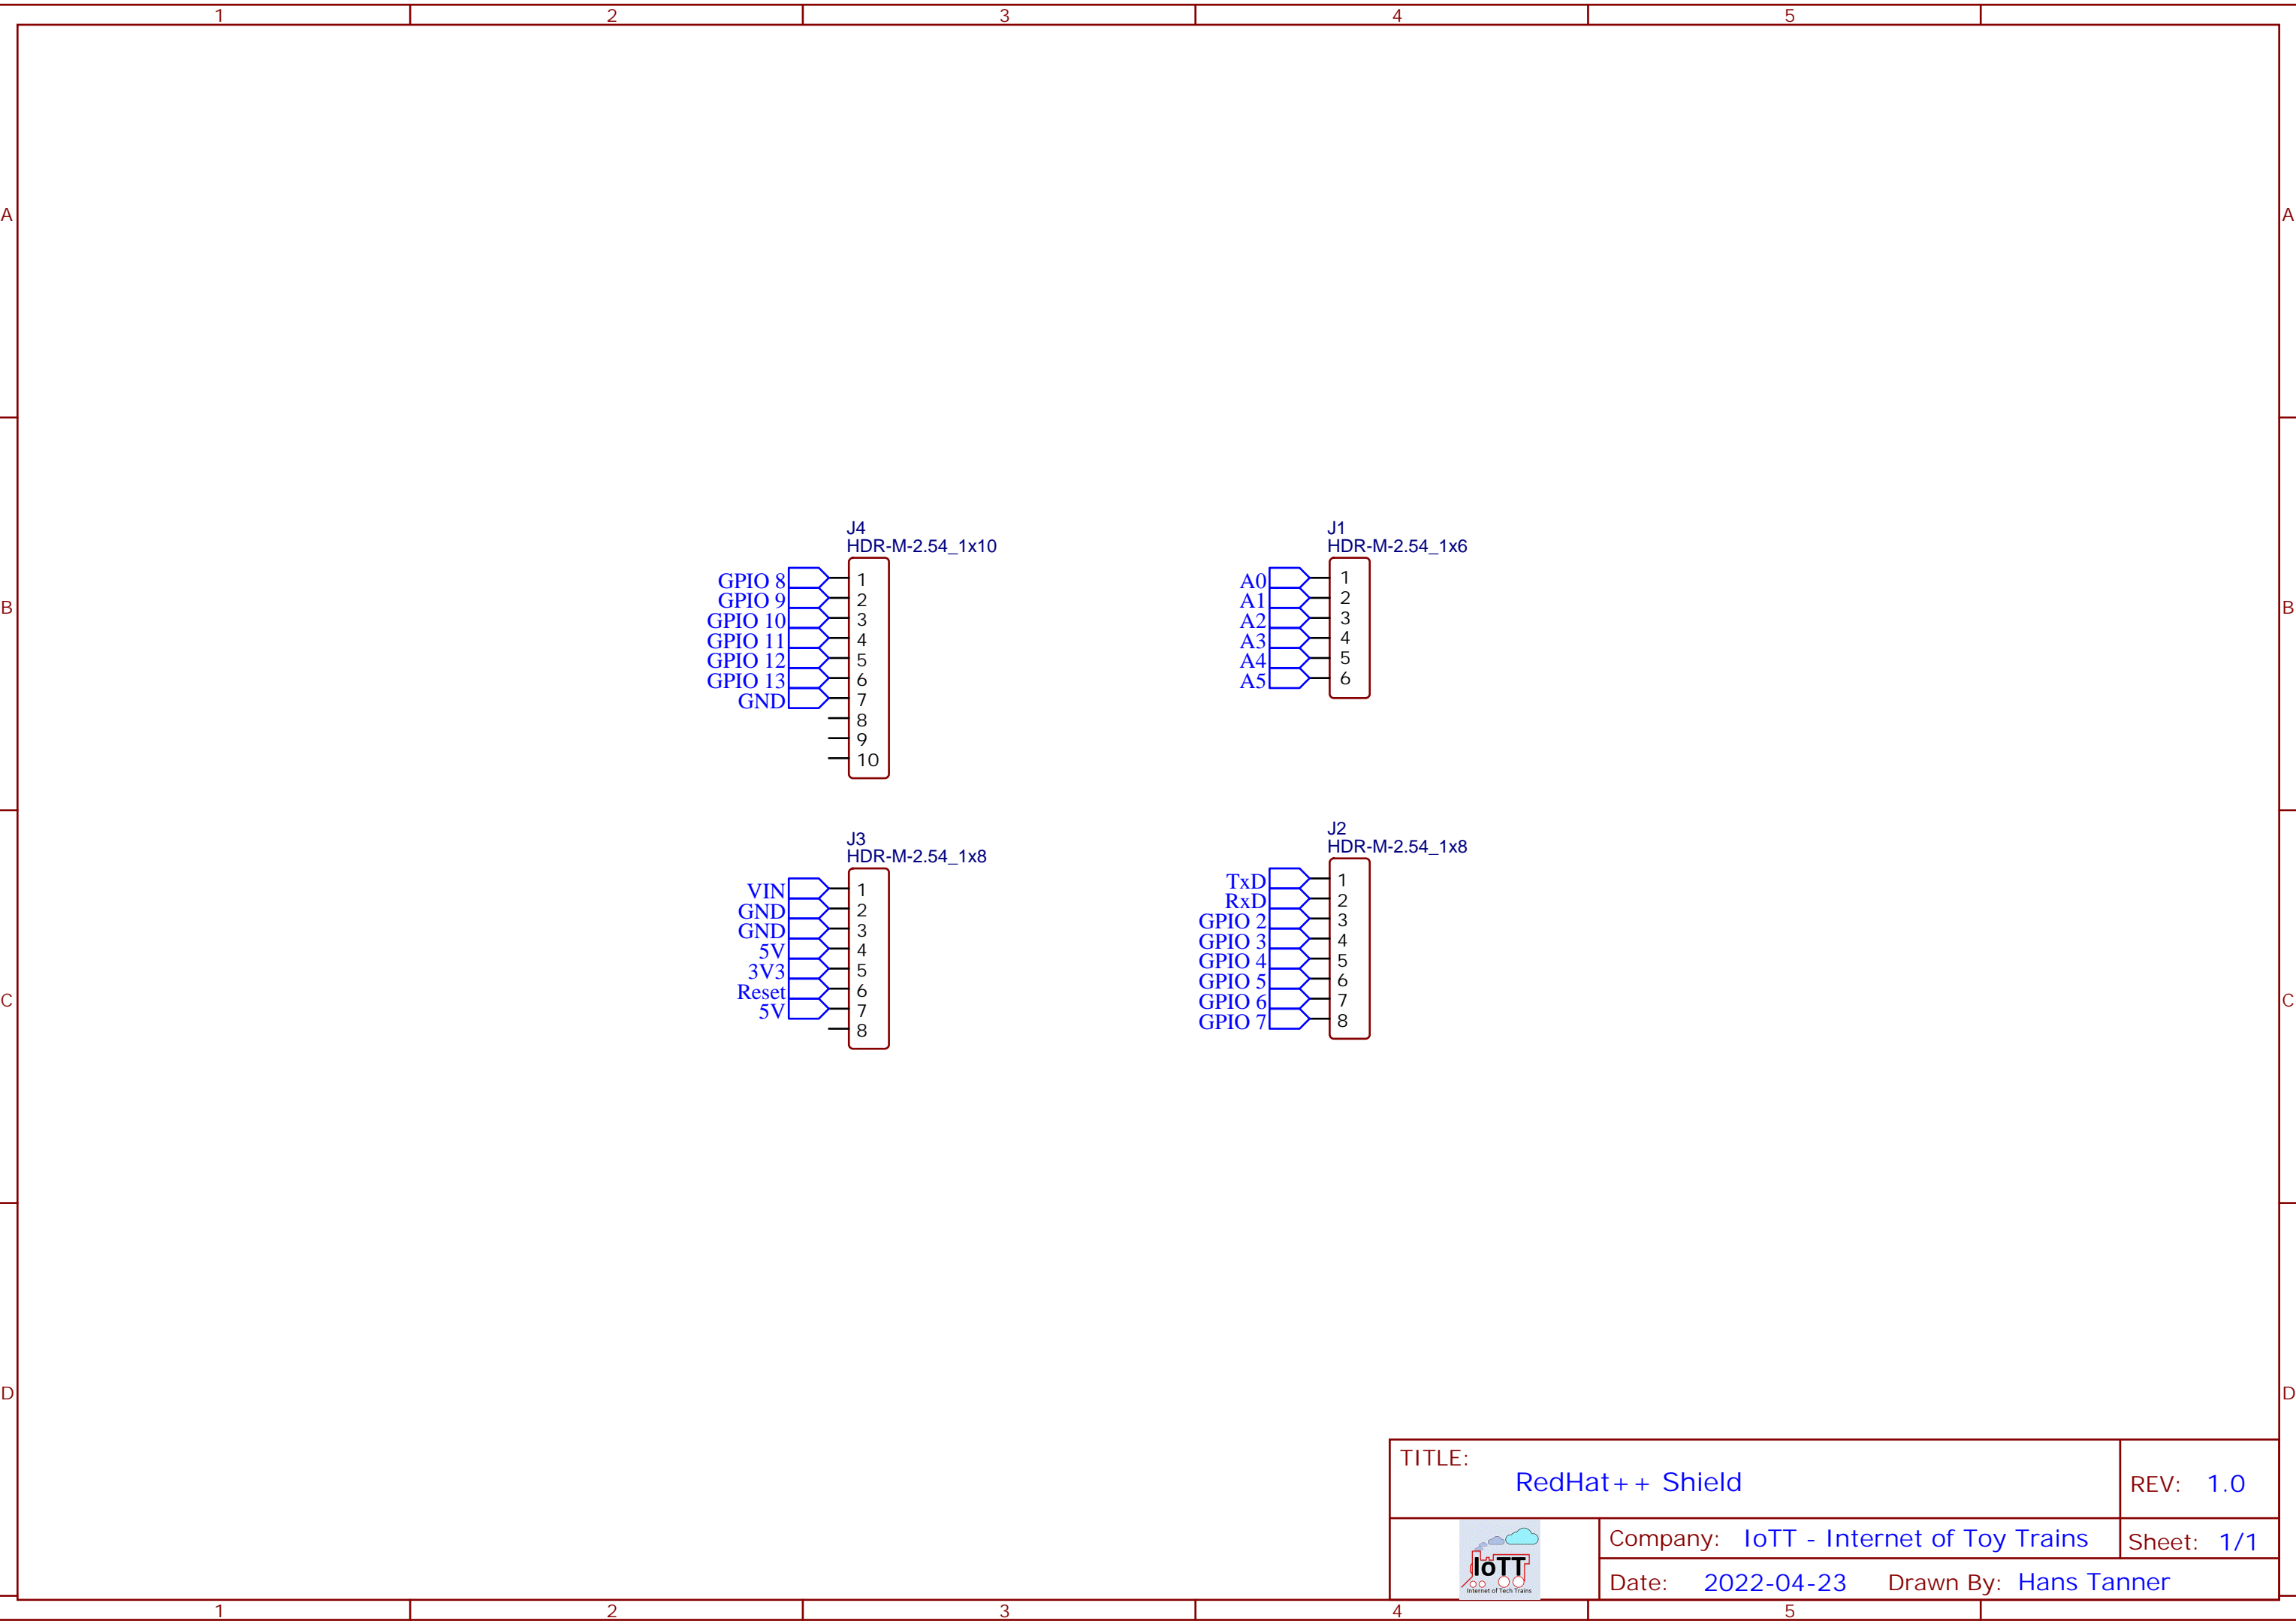 1 2 3 4 5
A A
J4
HDR-M-2.54_1x10
GPIO 8 1
GPIO 9 2
GPIO 10 3
GPIO 11 4
GPIO 12 5
GPIO 13 6
GND 7
8
9
10
J1
HDR-M-2.54_1x6
A0 1
A1 2
A2 3
A3 4
A4 5
A5 6
B B
J3
HDR-M-2.54_1x8
VIN 1
GND 2
GND 3
5V 4
3V3 5
Reset 6
5V 7
8
J2
HDR-M-2.54_1x8
TxD 1
RxD 2
GPIO 2 3
GPIO 3 4
GPIO 4 5
GPIO 5 6
GPIO 6 7
GPIO 7 8
C C
D D
TITLE:
RedHat++ Shield
REV: 1.0
IoTT
Internet of Tech Trains
Company: IoTT - Internet of Toy Trains
Sheet: 1/1
Date: 2022-04-23 Drawn By: Hans Tanner
1 2 3 4 5